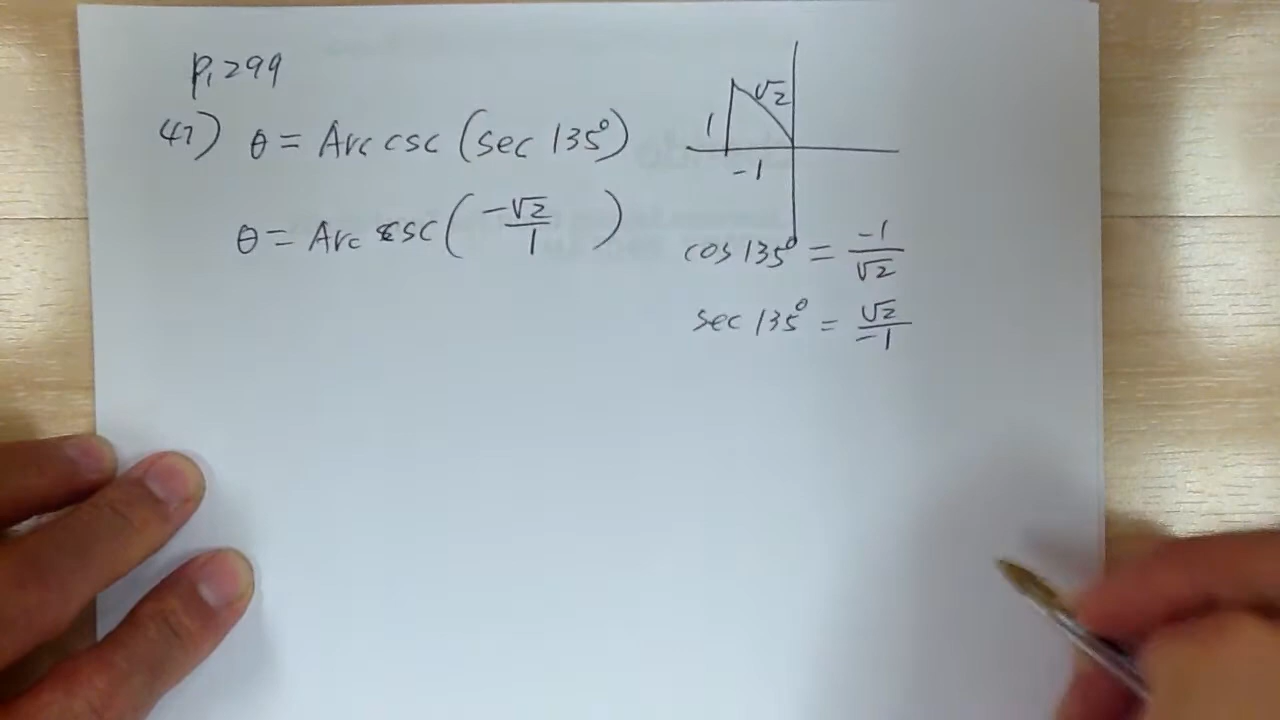 p. 299
47) θ = Arc csc (sec 135°)
θ = Arc csc (-√2/1)
√2
1
-1
cos 135° = -1/√2
sec 135° = √2/-1